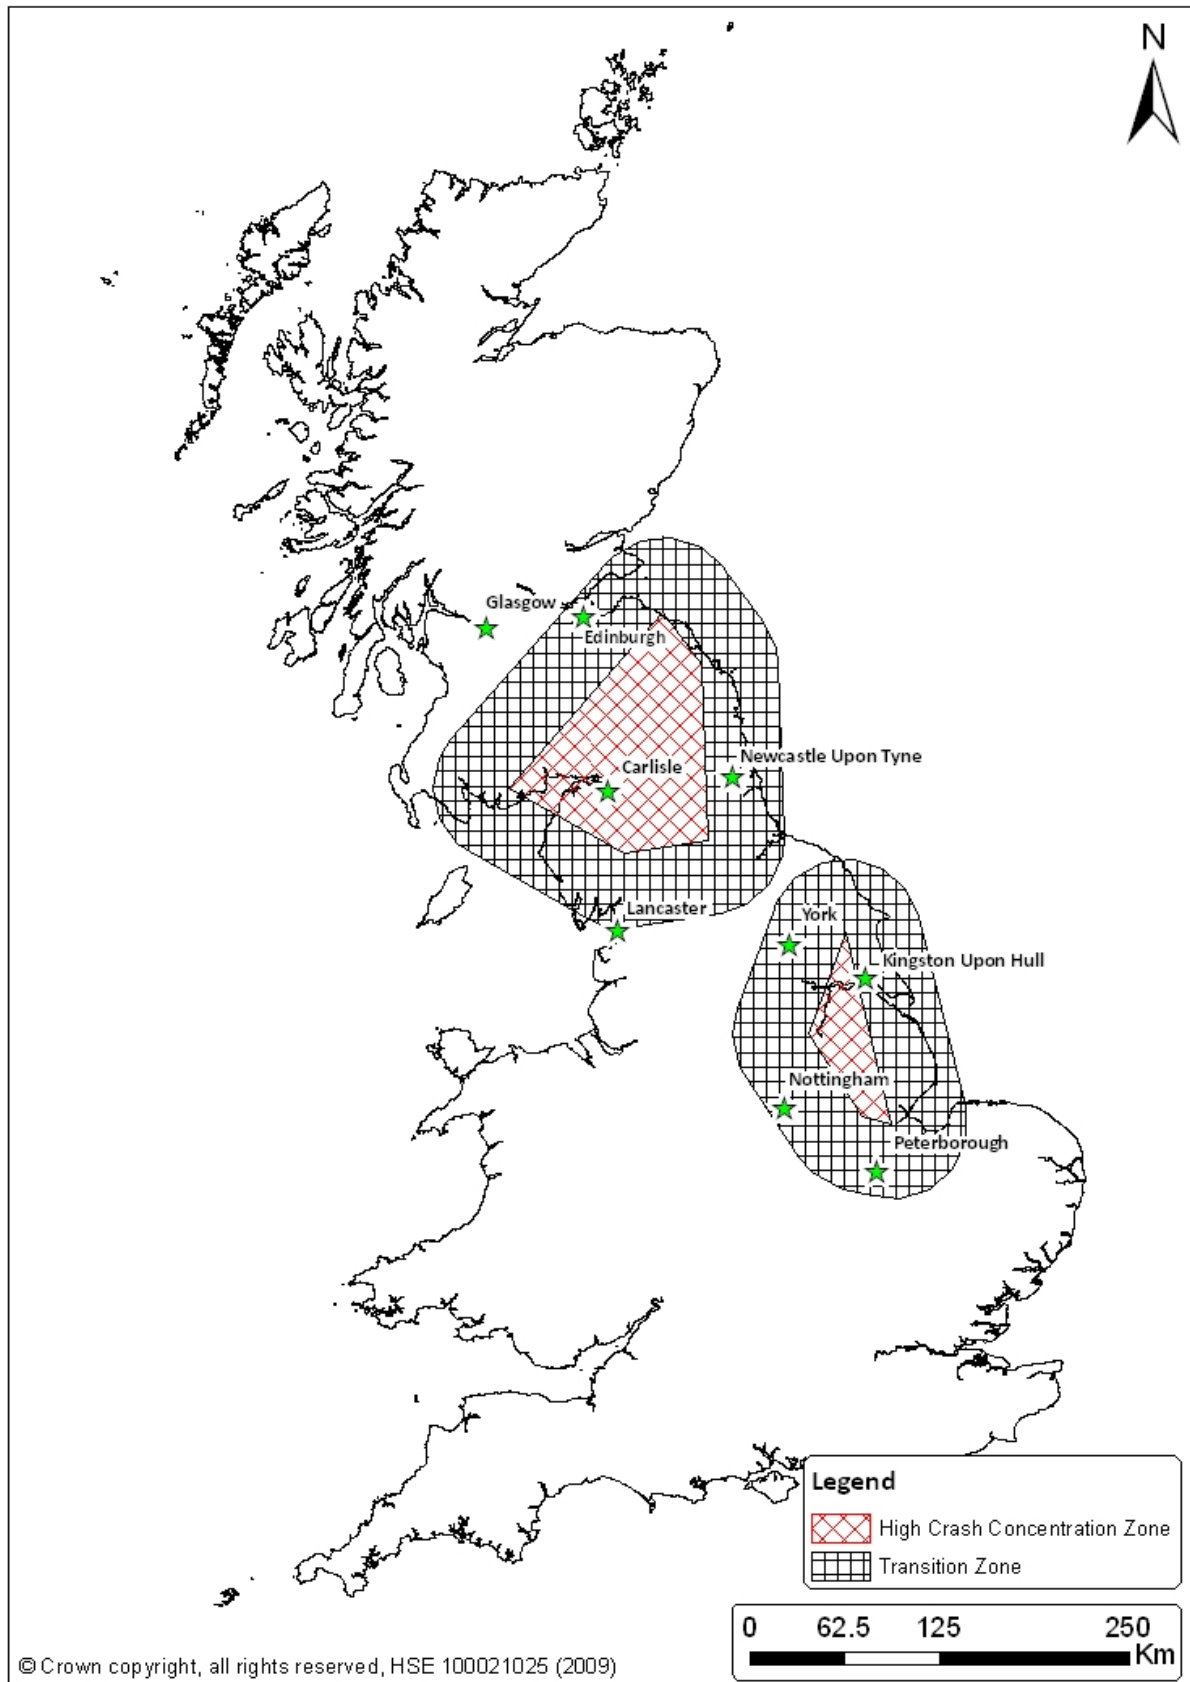 N
Glasgow
Edinburgh
Newcastle Upon Tyne
Carlisle
Lancaster
York
Kingston Upon Hull
Nottingham
Peterborough
Legend
High Crash Concentration Zone
Transition Zone
0 62.5 125 250
Km
© Crown copyright, all rights reserved, HSE 100021025 (2009)